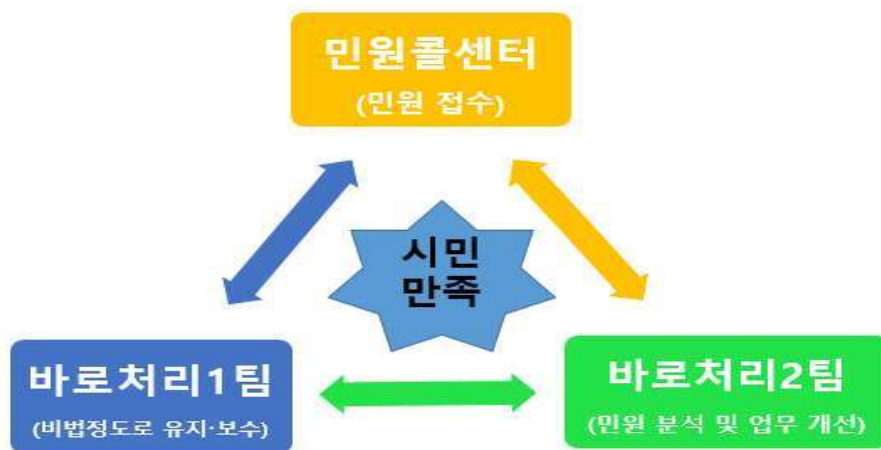 민원콜센터
(민원 접수)
시민
만족
바로처리1팀
(비법정도로 유지·보수)
바로처리2팀
(민원 분석 및 업무 개선)